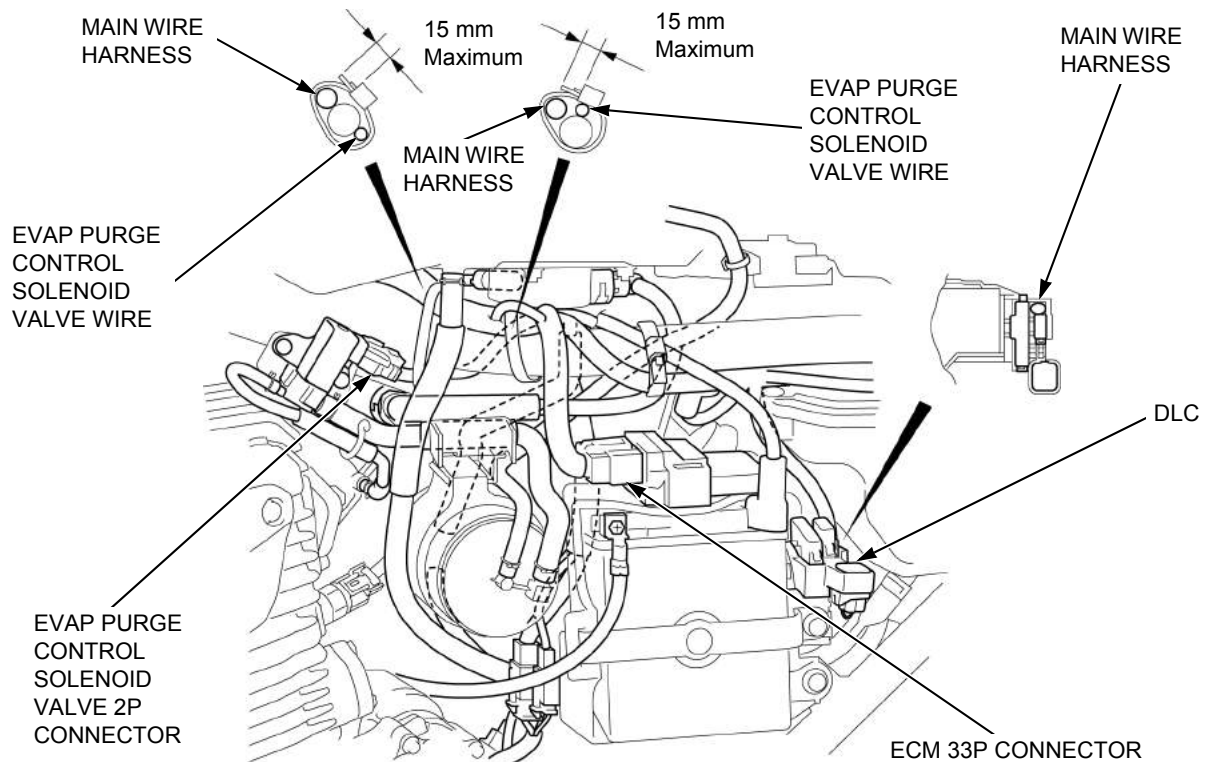 MAIN WIRE
HARNESS
15 mm
Maximum
15 mm
Maximum
MAIN WIRE
HARNESS
EVAP PURGE
CONTROL
SOLENOID
VALVE WIRE
MAIN WIRE
HARNESS
EVAP PURGE
CONTROL
SOLENOID
VALVE WIRE
DLC
EVAP PURGE
CONTROL
SOLENOID
VALVE 2P
CONNECTOR
ECM 33P CONNECTOR